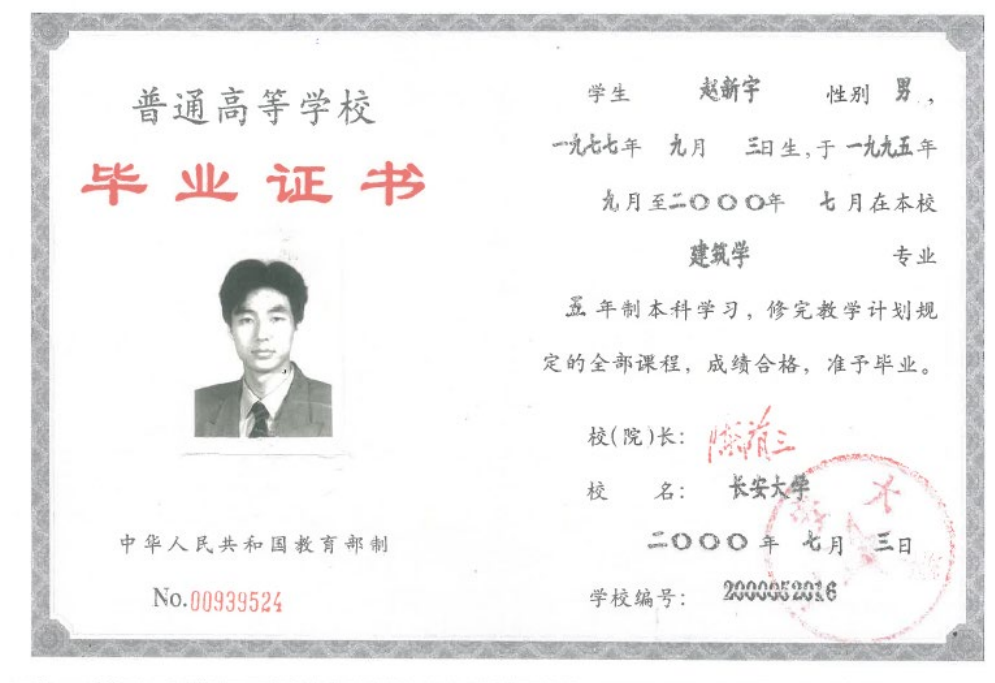 普通高等学校
毕业证书
中华人民共和国教育部制
No.00939524
学生 赵新宇 性别 男,
一九七七年 九月 三日生,于一九九五年
九月至二〇〇〇年 七月在本校
建筑学 专业
五年制本科学习,修完教学计划规
定的全部课程,成绩合格,准予毕业。
校(院)长:
校 名: 长安大学
二〇〇〇年 七月 三日
学校编号: 2000052016